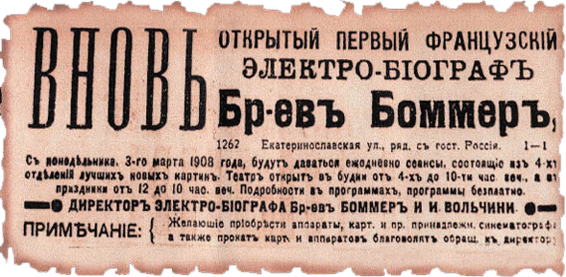 ВНОВЬ
ОТКРЫТЫЙ ПЕРВЫЙ ФРАНЦУЗСКІЙ
ЭЛЕКТРО-БІОГРАФЪ
Бр-евъ Боммеръ,
1262 Екатеринославская ул., ряд. съ гост. Россія. 1—1
Съ понедѣльника, 3-го марта 1908 года, будутъ даваться ежедневно сеансы, состоящіе изъ 4-хъ
отдѣленій лучшихъ новыхъ картинъ. Театръ открытъ въ будни отъ 4-хъ до 10-ти час. веч., а въ
праздники отъ 12 до 10 час. веч. Подробности въ программахъ, программы безплатно.
ДИРЕКТОРЪ ЭЛЕКТРО-БІОГРАФА Бр-евъ БОММЕРЪ И И. ВОЛЬЧИНИ.
ПРИМѢЧАНІЕ: { Желающіе пріобрѣсти аппараты, карт. и пр. принадлежн. синематографа
а также прокатъ карт. и аппаратовъ благоволятъ обращ. къ директору